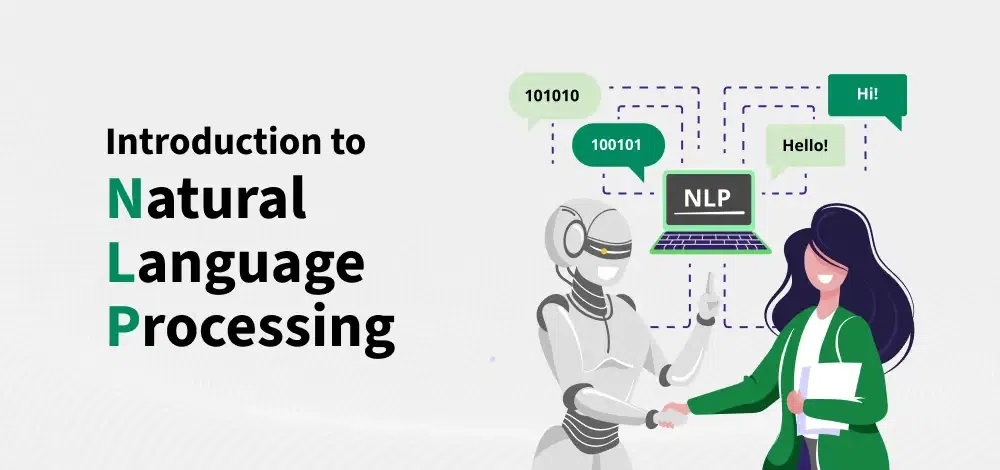 Introduction to
Natural
Language
Processing
101010
100101
NLP
Hi!
Hello!